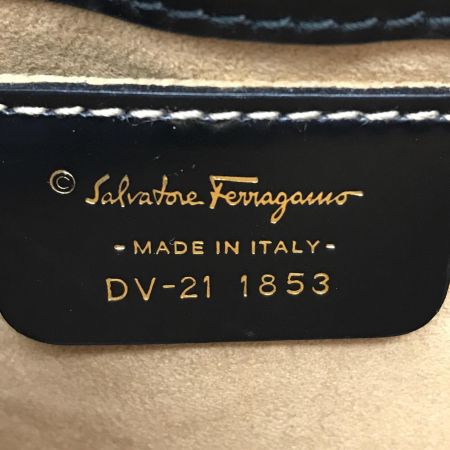 © Salvatore Ferragamo
- MADE IN ITALY -
DV-21 1853